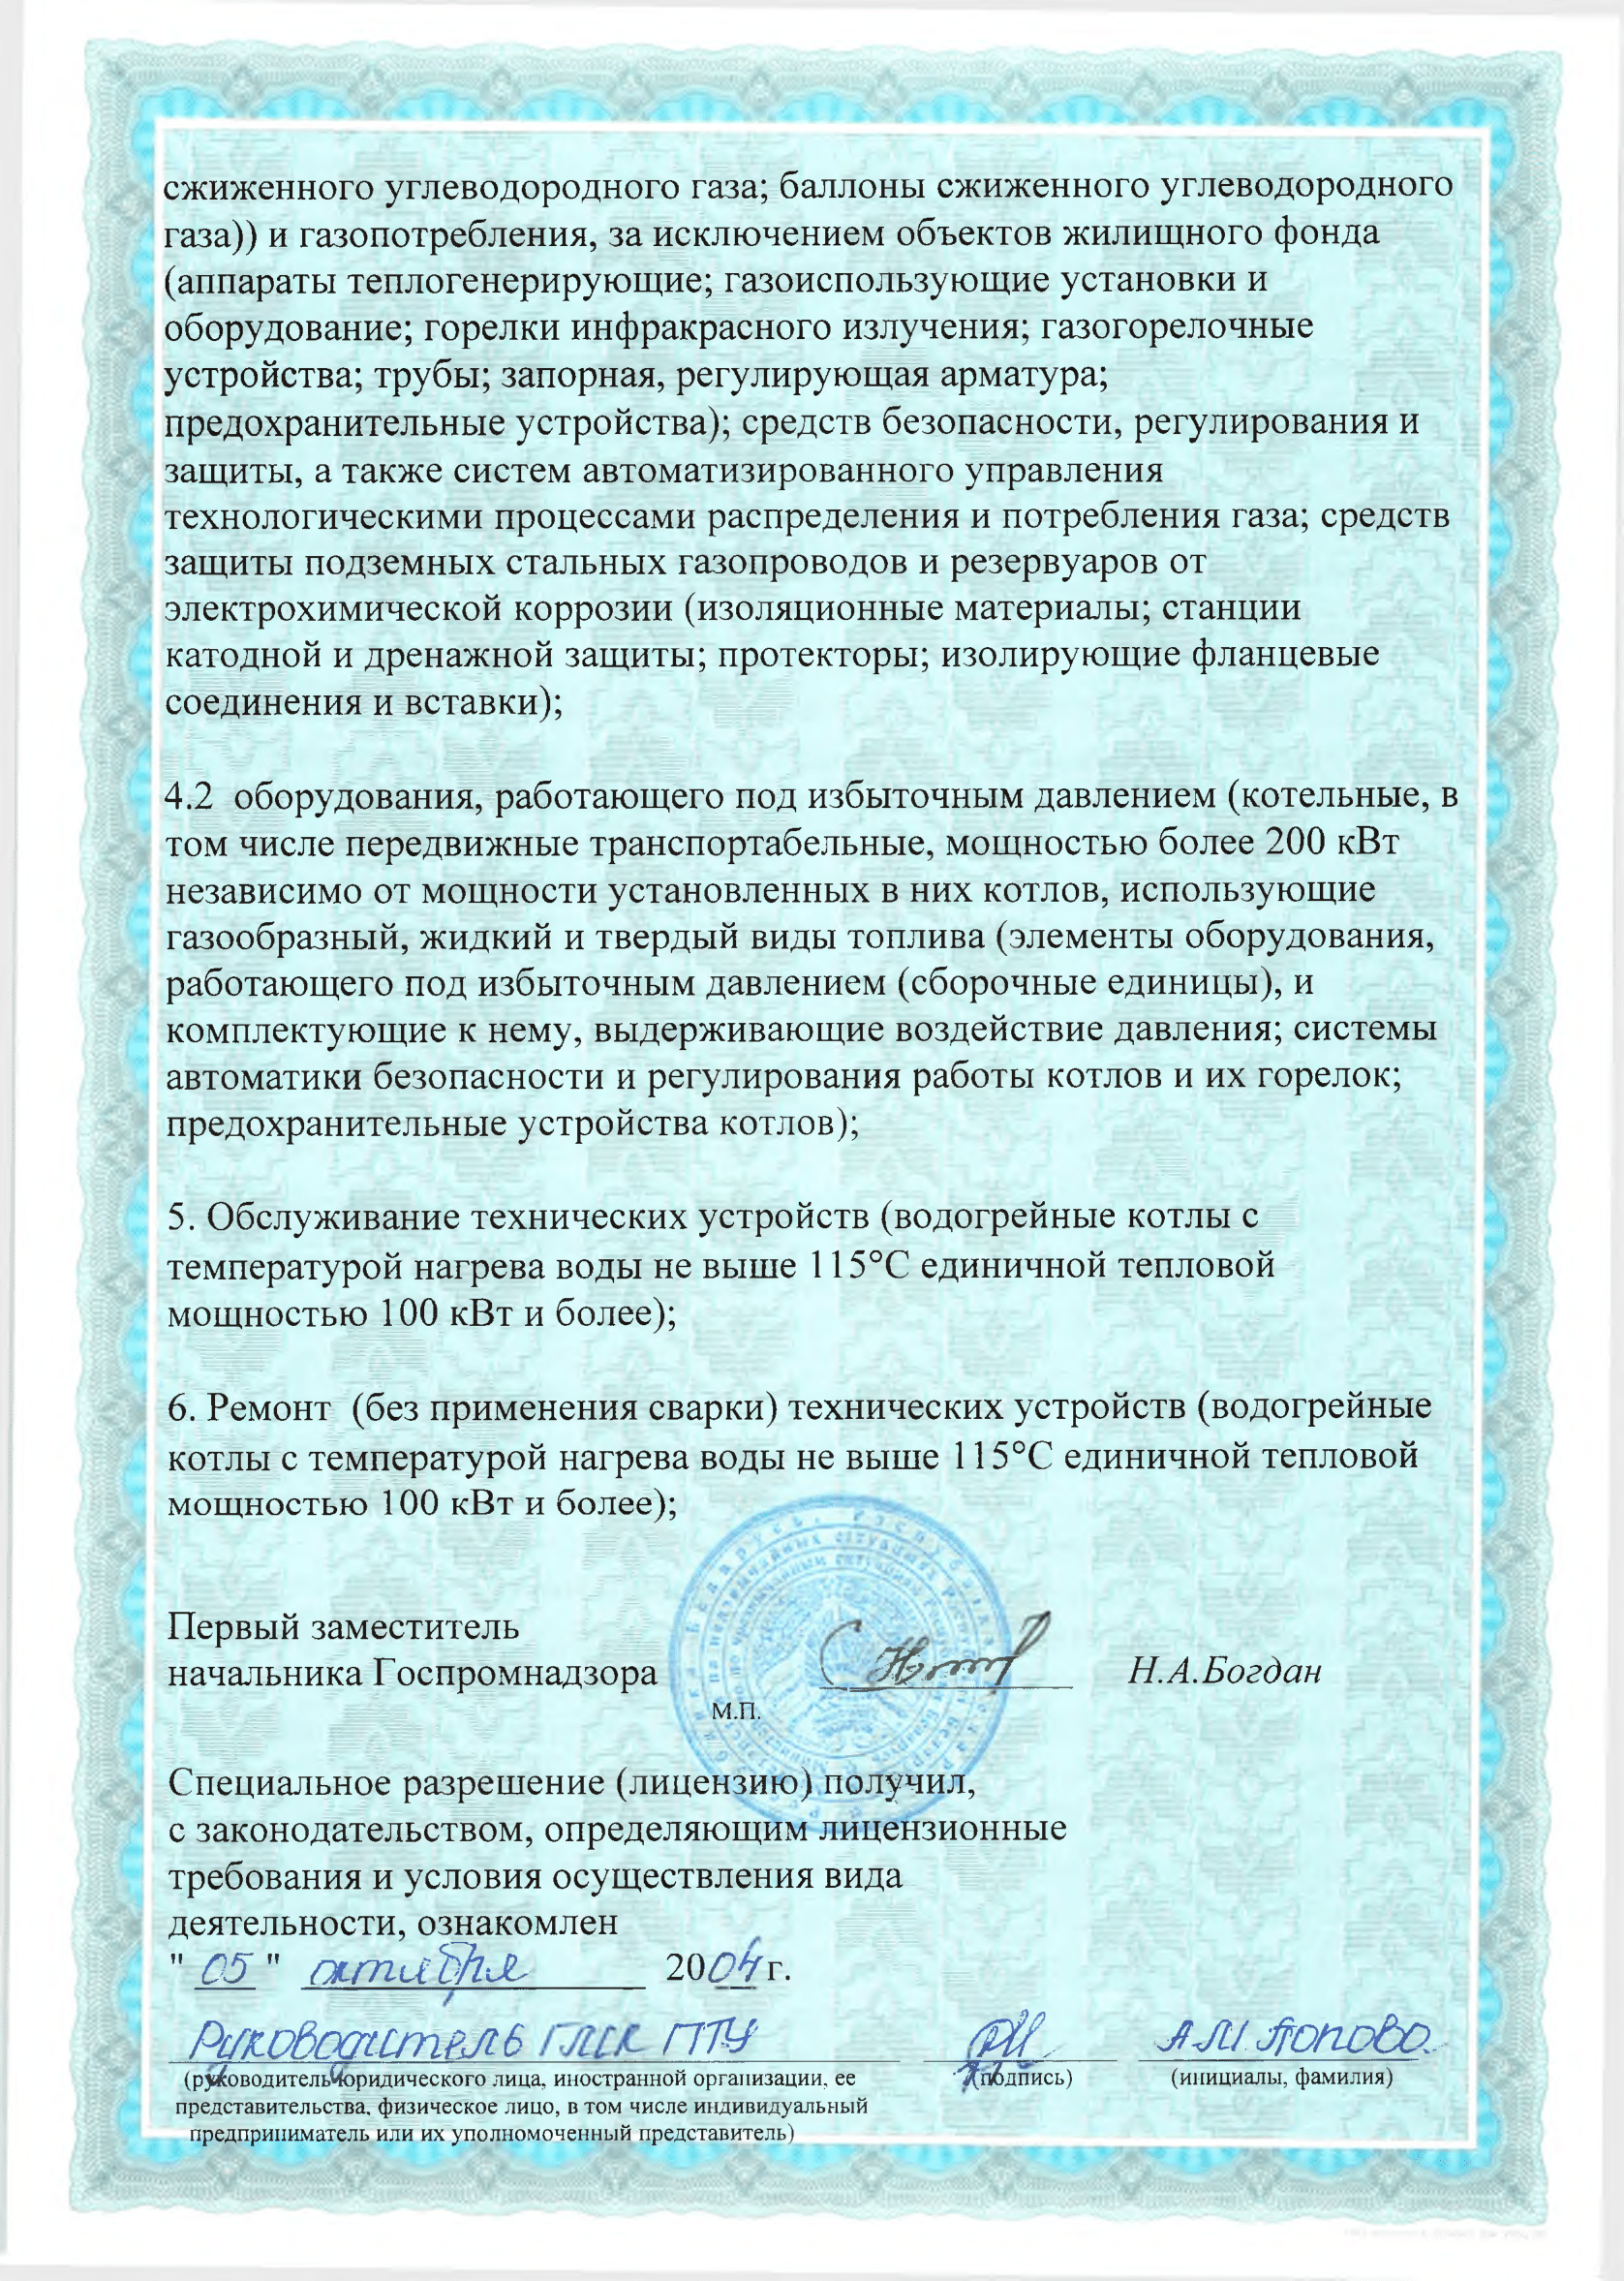 сжиженного углеводородного газа; баллоны сжиженного углеводородного
газа)) и газопотребления, за исключением объектов жилищного фонда
(аппараты теплогенерирующие; газоиспользующие установки и
оборудование; горелки инфракрасного излучения; газогорелочные
устройства; трубы; запорная, регулирующая арматура;
предохранительные устройства); средств безопасности, регулирования и
защиты, а также систем автоматизированного управления
технологическими процессами распределения и потребления газа; средств
защиты подземных стальных газопроводов и резервуаров от
электрохимической коррозии (изоляционные материалы; станции
катодной и дренажной защиты; протекторы; изолирующие фланцевые
соединения и вставки);
4.2 оборудования, работающего под избыточным давлением (котельные, в
том числе передвижные транспортабельные, мощностью более 200 кВт
независимо от мощности установленных в них котлов, использующие
газообразный, жидкий и твердый виды топлива (элементы оборудования,
работающего под избыточным давлением (сборочные единицы), и
комплектующие к нему, выдерживающие воздействие давления; системы
автоматики безопасности и регулирования работы котлов и их горелок;
предохранительные устройства котлов);
5. Обслуживание технических устройств (водогрейные котлы с
температурой нагрева воды не выше 115°С единичной тепловой
мощностью 100 кВт и более);
6. Ремонт (без применения сварки) технических устройств (водогрейные
котлы с температурой нагрева воды не выше 115°С единичной тепловой
мощностью 100 кВт и более);
Первый заместитель
начальника Госпромнадзора Н.А.Богдан
М.П.
Специальное разрешение (лицензию) получил,
с законодательством, определяющим лицензионные
требования и условия осуществления вида
деятельности, ознакомлен
" 05 " октября 2004 г.
Руководитель ПТУ
(руководитель юридического лица, иностранной организации, ее (подпись) (инициалы, фамилия)
представительства, физическое лицо, в том числе индивидуальный
предприниматель или их уполномоченный представитель)